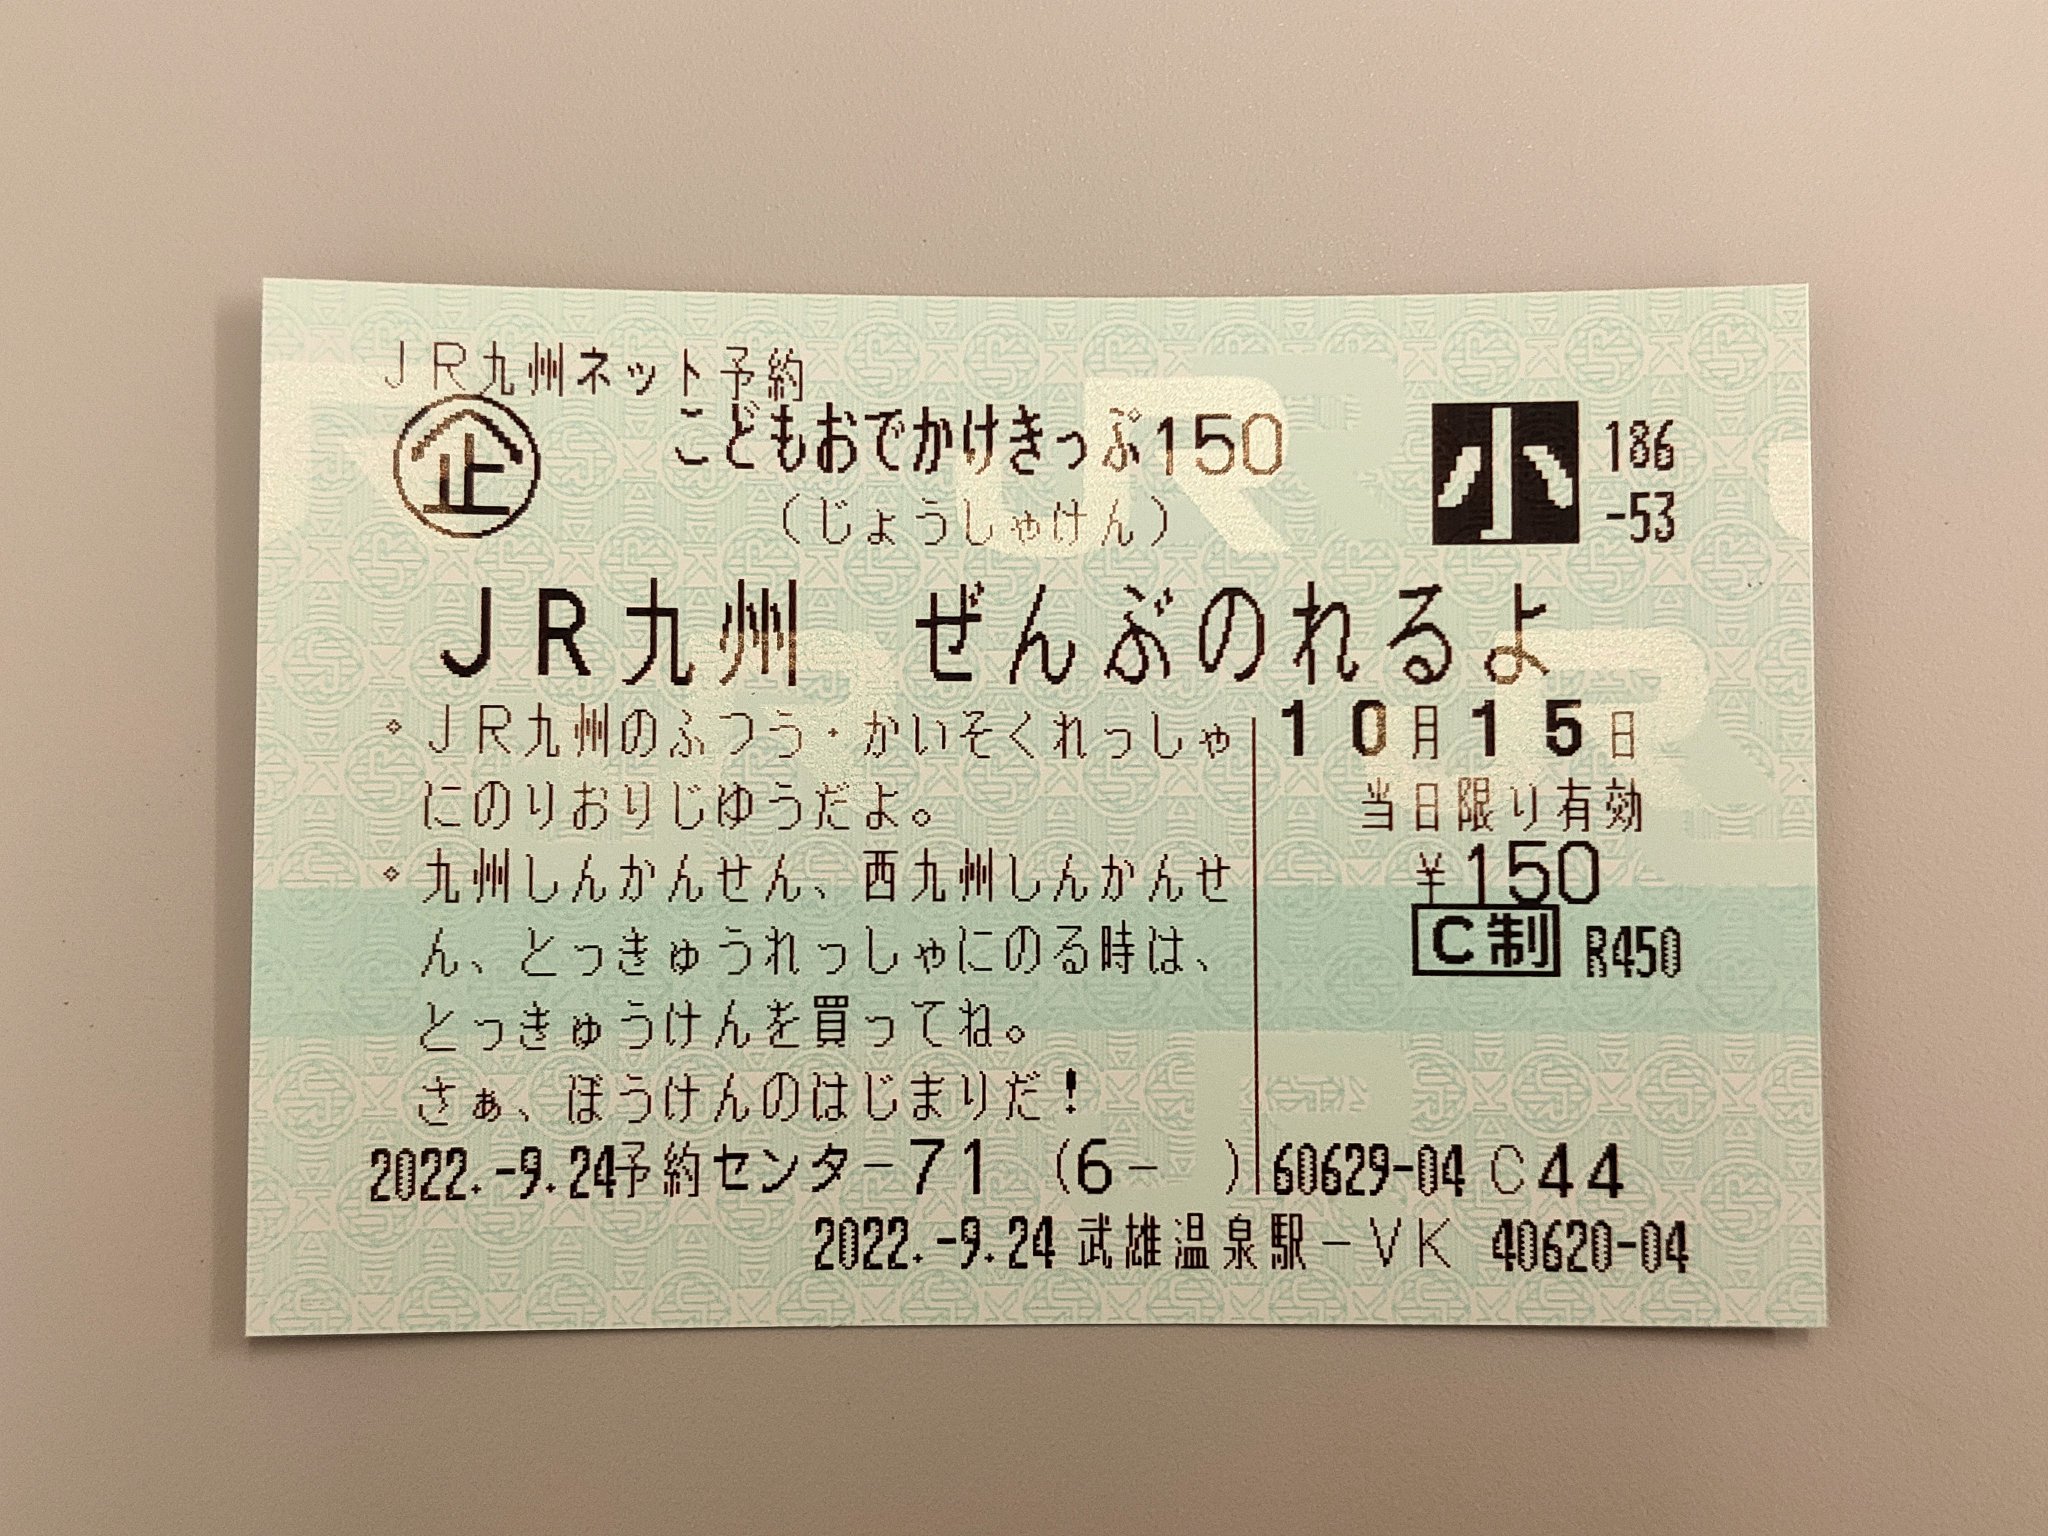 JR九州ネット予約
企 こどもおでかけきっぷ150 小 186
(じょうしゃけん) -53
JR九州 ぜんぶのれるよ
・JR九州のふつう・かいそくれっしゃ
にのりおりじゆうだよ。
・九州しんかんせん、西九州しんかんせ
ん、とっきゅうれっしゃにのる時は、
とっきゅうけんを買ってね。
さぁ、ぼうけんのはじまりだ!
10月15日
当日限り有効
¥150
C制 R450
2022.-9.24予約センター71 (6- ) 60629-04 C44
2022.-9.24 武雄温泉駅-VK 40620-04